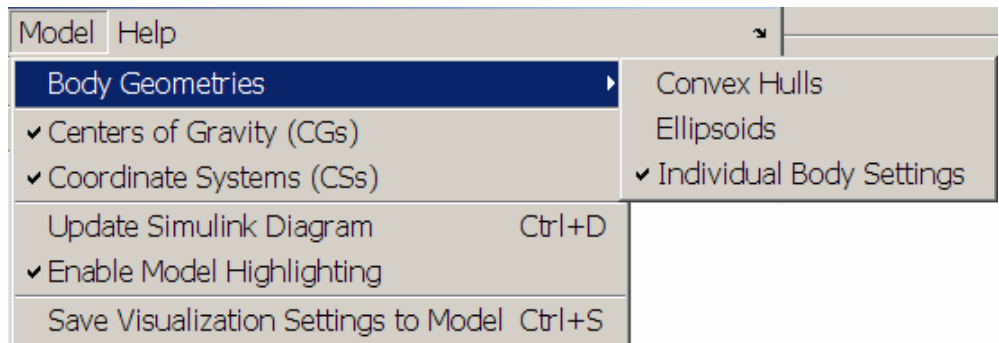 Model Help
Body Geometries
Convex Hulls
Centers of Gravity (CGs)
Ellipsoids
Coordinate Systems (CSs)
Individual Body Settings
Update Simulink Diagram Ctrl+D
Enable Model Highlighting
Save Visualization Settings to Model Ctrl+S